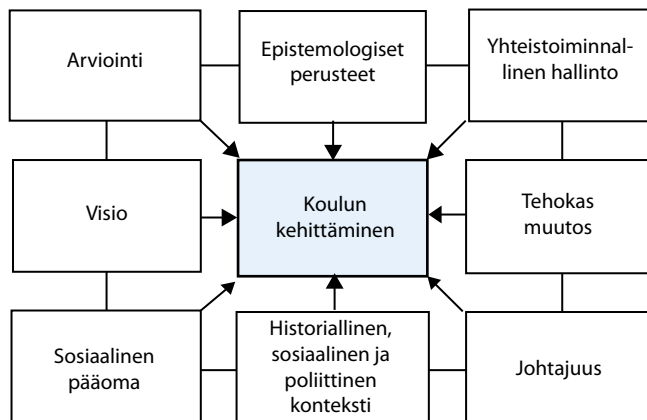 Arviointi
Epistemologiset
perusteet
Yhteistoiminnal-
linen hallinto
Visio
Koulun
kehittäminen
Tehokas
muutos
Sosiaalinen
pääoma
Historiallinen,
sosiaalinen ja
poliittinen
konteksti
Johtajuus